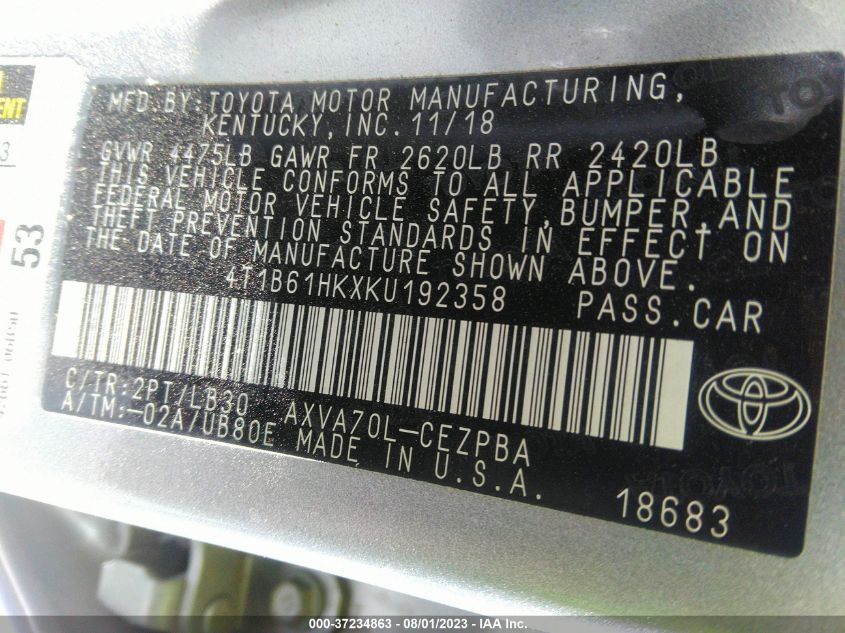 MFD BY:TOYOTA MOTOR MANUFACTURING,
KENTUCKY,INC. 11/18
GVWR 4475LB GAWR FR 2620LB RR 2420LB
THIS VEHICLE CONFORMS TO ALL APPLICABLE
FEDERAL MOTOR VEHICLE SAFETY,BUMPER,AND
THEFT PREVENTION STANDARDS IN EFFECT ON
THE DATE OF MANUFACTURE SHOWN ABOVE.
4T1B61HKXKU192358 PASS.CAR
C/TR:2PT/LB30
A/TM:-02A/UB80E
AXVA70L-CEZPBA
MADE IN U.S.A.
18683
53
000-37234863 - 08/01/2023 - IAA Inc.